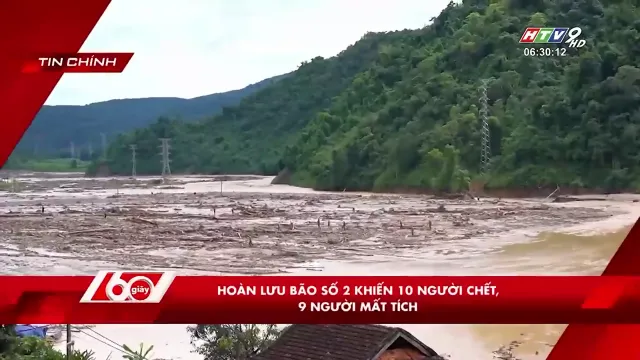 HTV9
HD
06:30:12
TIN CHÍNH
60
giây
HOÀN LƯU BÃO SỐ 2 KHIẾN 10 NGƯỜI CHẾT,
9 NGƯỜI MẤT TÍCH